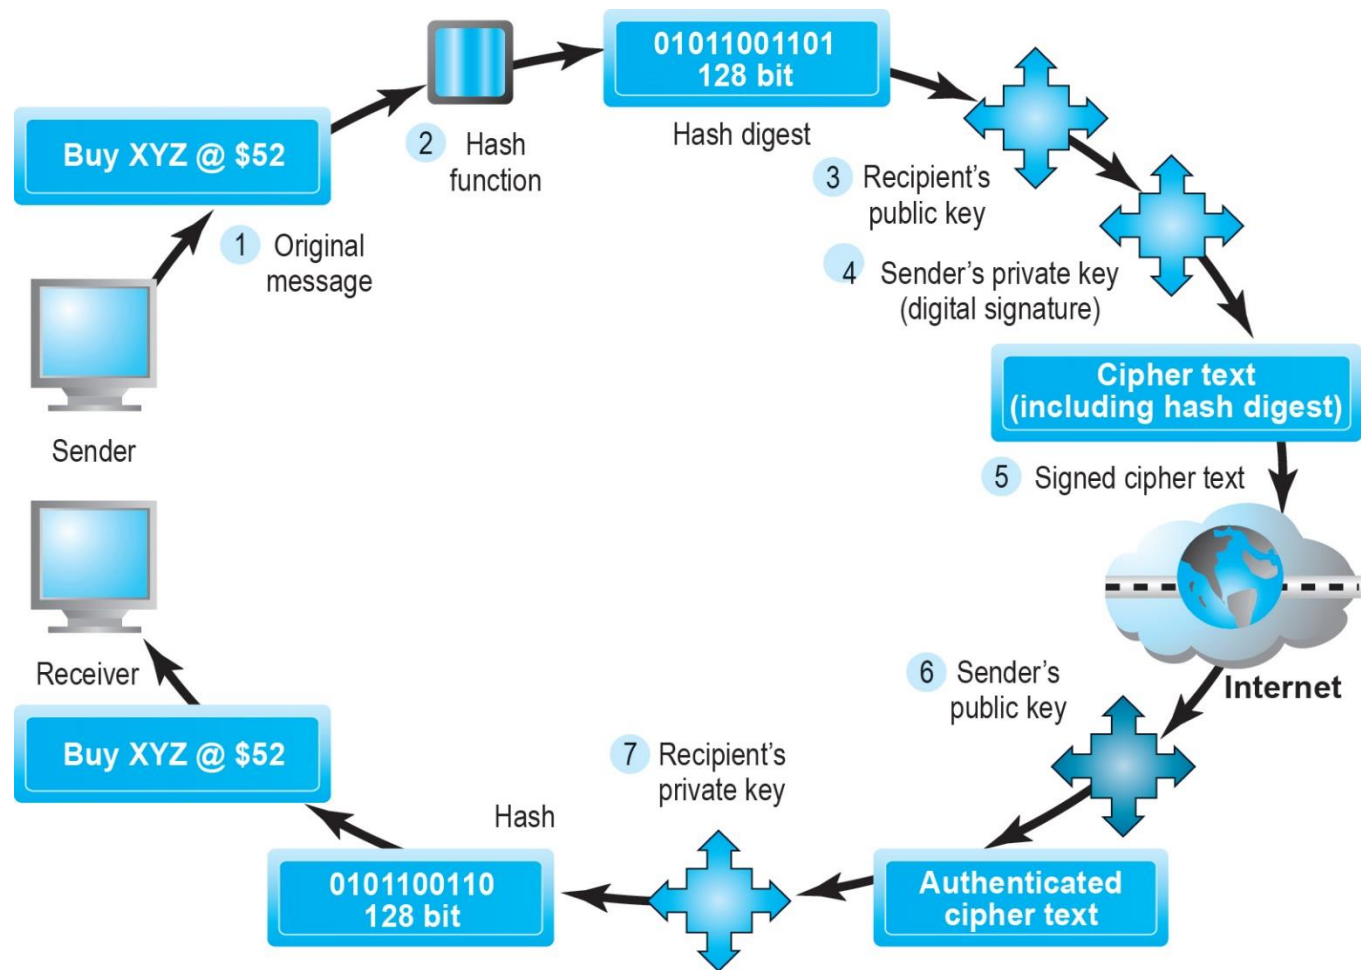 Buy XYZ @ $52
1 Original
message
Sender
2 Hash
function
01011001101
128 bit
Hash digest
3 Recipient's
public key
4 Sender's private key
(digital signature)
Cipher text
(including hash digest)
5 Signed cipher text
Internet
6 Sender's
public key
Authenticated
cipher text
7 Recipient's
private key
Hash
0101100110
128 bit
Buy XYZ @ $52
Receiver